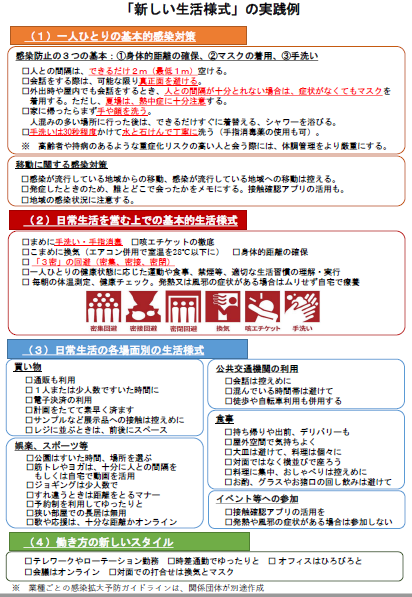 「新しい生活様式」の実践例
（1）一人ひとりの基本的感染対策
感染防止の３つの基本：①身体的距離の確保、②マスクの着用、③手洗い
□人との間隔は、できるだけ２ｍ（最低１ｍ）空ける。
□会話をする際は、可能な限り真正面を避ける。
□外出時や屋内でも会話をするとき、人との間隔が十分とれない場合は、症状がなくてもマスクを
着用する。ただし、夏場は、熱中症に十分注意する。
□家に帰ったらまず手や顔を洗う。
人混みの多い場所に行った後は、できるだけすぐに着替える、シャワーを浴びる。
□手洗いは30秒程度かけて水と石けんで丁寧に洗う（手指消毒薬の使用も可）。
※　高齢者や持病のあるような重症化リスクの高い人と会う際には、体調管理をより厳重にする。
移動に関する感染対策
□感染が流行している地域からの移動、感染が流行している地域への移動は控える。
□発症したときのため、誰とどこで会ったかをメモにする。接触確認アプリの活用も。
□地域の感染状況に注意する。
（2）日常生活を営む上での基本的生活様式
□まめに手洗い・手指消毒　□咳エチケットの徹底
□こまめに換気（エアコン併用で室温を28℃以下に）　□身体的距離の確保
□「３密」の回避（密集、密接、密閉）
□一人ひとりの健康状態に応じた運動や食事、禁煙等、適切な生活習慣の理解・実行
□ 毎朝の体温測定、健康チェック。発熱又は風邪の症状がある場合はムリせず自宅で療養
密集回避　密接回避　密閉回避　換気　咳エチケット　手洗い
（3）日常生活の各場面別の生活様式
買い物
□通販も利用
□１人または少人数ですいた時間に
□電子決済の利用
□計画をたてて素早く済ます
□サンプルなど展示品への接触は控えめに
□レジに並ぶときは、前後にスペース
娯楽、スポーツ等
□公園はすいた時間、場所を選ぶ
□筋トレやヨガは、十分に人との間隔を
もしくは自宅で動画を活用
□ジョギングは少人数で
□すれ違うときは距離をとるマナー
□予約制を利用してゆったりと
□狭い部屋での長居は無用
□歌や応援は、十分な距離かオンライン
公共交通機関の利用
□会話は控えめに
□混んでいる時間帯は避けて
□徒歩や自転車利用も併用する
食事
□持ち帰りや出前、デリバリーも
□屋外空間で気持ちよく
□大皿は避けて、料理は個々に
□対面ではなく横並びで座ろう
□料理に集中、おしゃべりは控えめに
□お酌、グラスやお猪口の回し飲みは避けて
イベント等への参加
□接触確認アプリの活用を
□発熱や風邪の症状がある場合は参加しない
（4）働き方の新しいスタイル
□テレワークやローテーション勤務　□時差通勤でゆったりと　□オフィスはひろびろと
□会議はオンライン　□対面での打合せは換気とマスク
※　業種ごとの感染拡大予防ガイドラインは、関係団体が別途作成